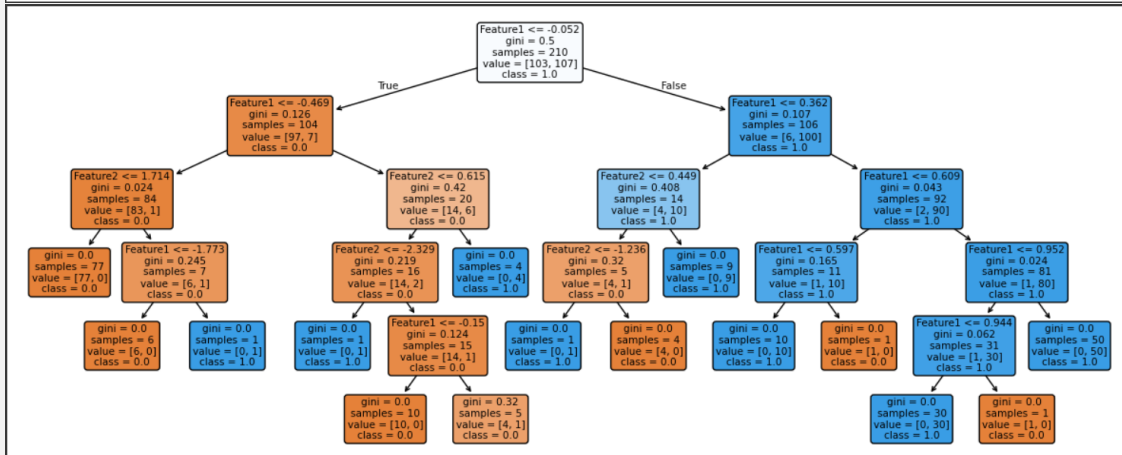 Feature1 <= -0.052
gini = 0.5
samples = 210
value = [103, 107]
class = 1.0
True
False
Feature1 <= -0.469
gini = 0.126
samples = 104
value = [97, 7]
class = 0.0
Feature1 <= 0.362
gini = 0.107
samples = 106
value = [6, 100]
class = 1.0
Feature2 <= 1.714
gini = 0.024
samples = 84
value = [83, 1]
class = 0.0
Feature2 <= 0.615
gini = 0.42
samples = 20
value = [14, 6]
class = 0.0
Feature2 <= 0.449
gini = 0.408
samples = 14
value = [4, 10]
class = 1.0
Feature1 <= 0.609
gini = 0.043
samples = 92
value = [2, 90]
class = 1.0
gini = 0.0
samples = 77
value = [77, 0]
class = 0.0
Feature1 <= -1.773
gini = 0.245
samples = 7
value = [6, 1]
class = 0.0
Feature2 <= -2.329
gini = 0.219
samples = 16
value = [14, 2]
class = 0.0
gini = 0.0
samples = 4
value = [0, 4]
class = 1.0
Feature2 <= -1.236
gini = 0.32
samples = 5
value = [4, 1]
class = 0.0
gini = 0.0
samples = 9
value = [0, 9]
class = 1.0
Feature1 <= 0.597
gini = 0.165
samples = 11
value = [1, 10]
class = 1.0
Feature1 <= 0.952
gini = 0.024
samples = 81
value = [1, 80]
class = 1.0
gini = 0.0
samples = 6
value = [6, 0]
class = 0.0
gini = 0.0
samples = 1
value = [0, 1]
class = 1.0
gini = 0.0
samples = 1
value = [0, 1]
class = 1.0
Feature1 <= -0.15
gini = 0.124
samples = 15
value = [14, 1]
class = 0.0
gini = 0.0
samples = 1
value = [0, 1]
class = 1.0
gini = 0.0
samples = 4
value = [4, 0]
class = 0.0
gini = 0.0
samples = 10
value = [0, 10]
class = 1.0
gini = 0.0
samples = 1
value = [1, 0]
class = 0.0
Feature1 <= 0.944
gini = 0.062
samples = 31
value = [1, 30]
class = 1.0
gini = 0.0
samples = 50
value = [0, 50]
class = 1.0
gini = 0.0
samples = 10
value = [10, 0]
class = 0.0
gini = 0.32
samples = 5
value = [4, 1]
class = 0.0
gini = 0.0
samples = 30
value = [0, 30]
class = 1.0
gini = 0.0
samples = 1
value = [1, 0]
class = 0.0